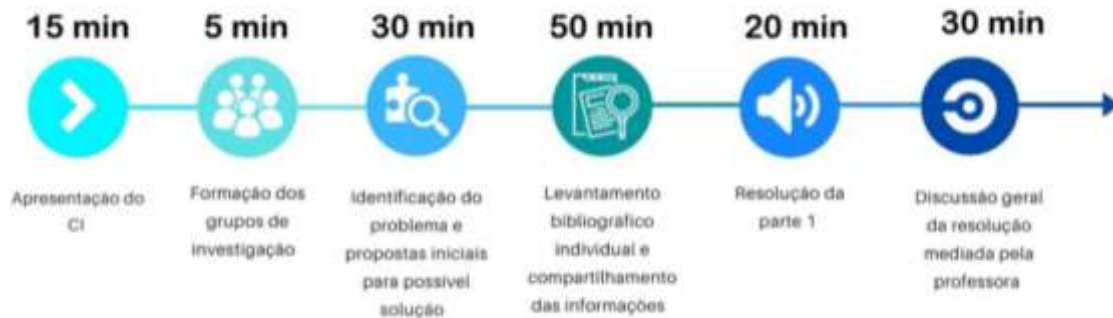 15 min
5 min
30 min
50 min
20 min
30 min
Apresentação do
CI
Formação dos
grupos de
investigação
Identificação do
problema e
propostas iniciais
para possível
solução
Levantamento
bibliográfico
individual e
compartilhamento
das informações
Resolução da
parte 1
Discussão geral
da resolução
mediada pela
professora